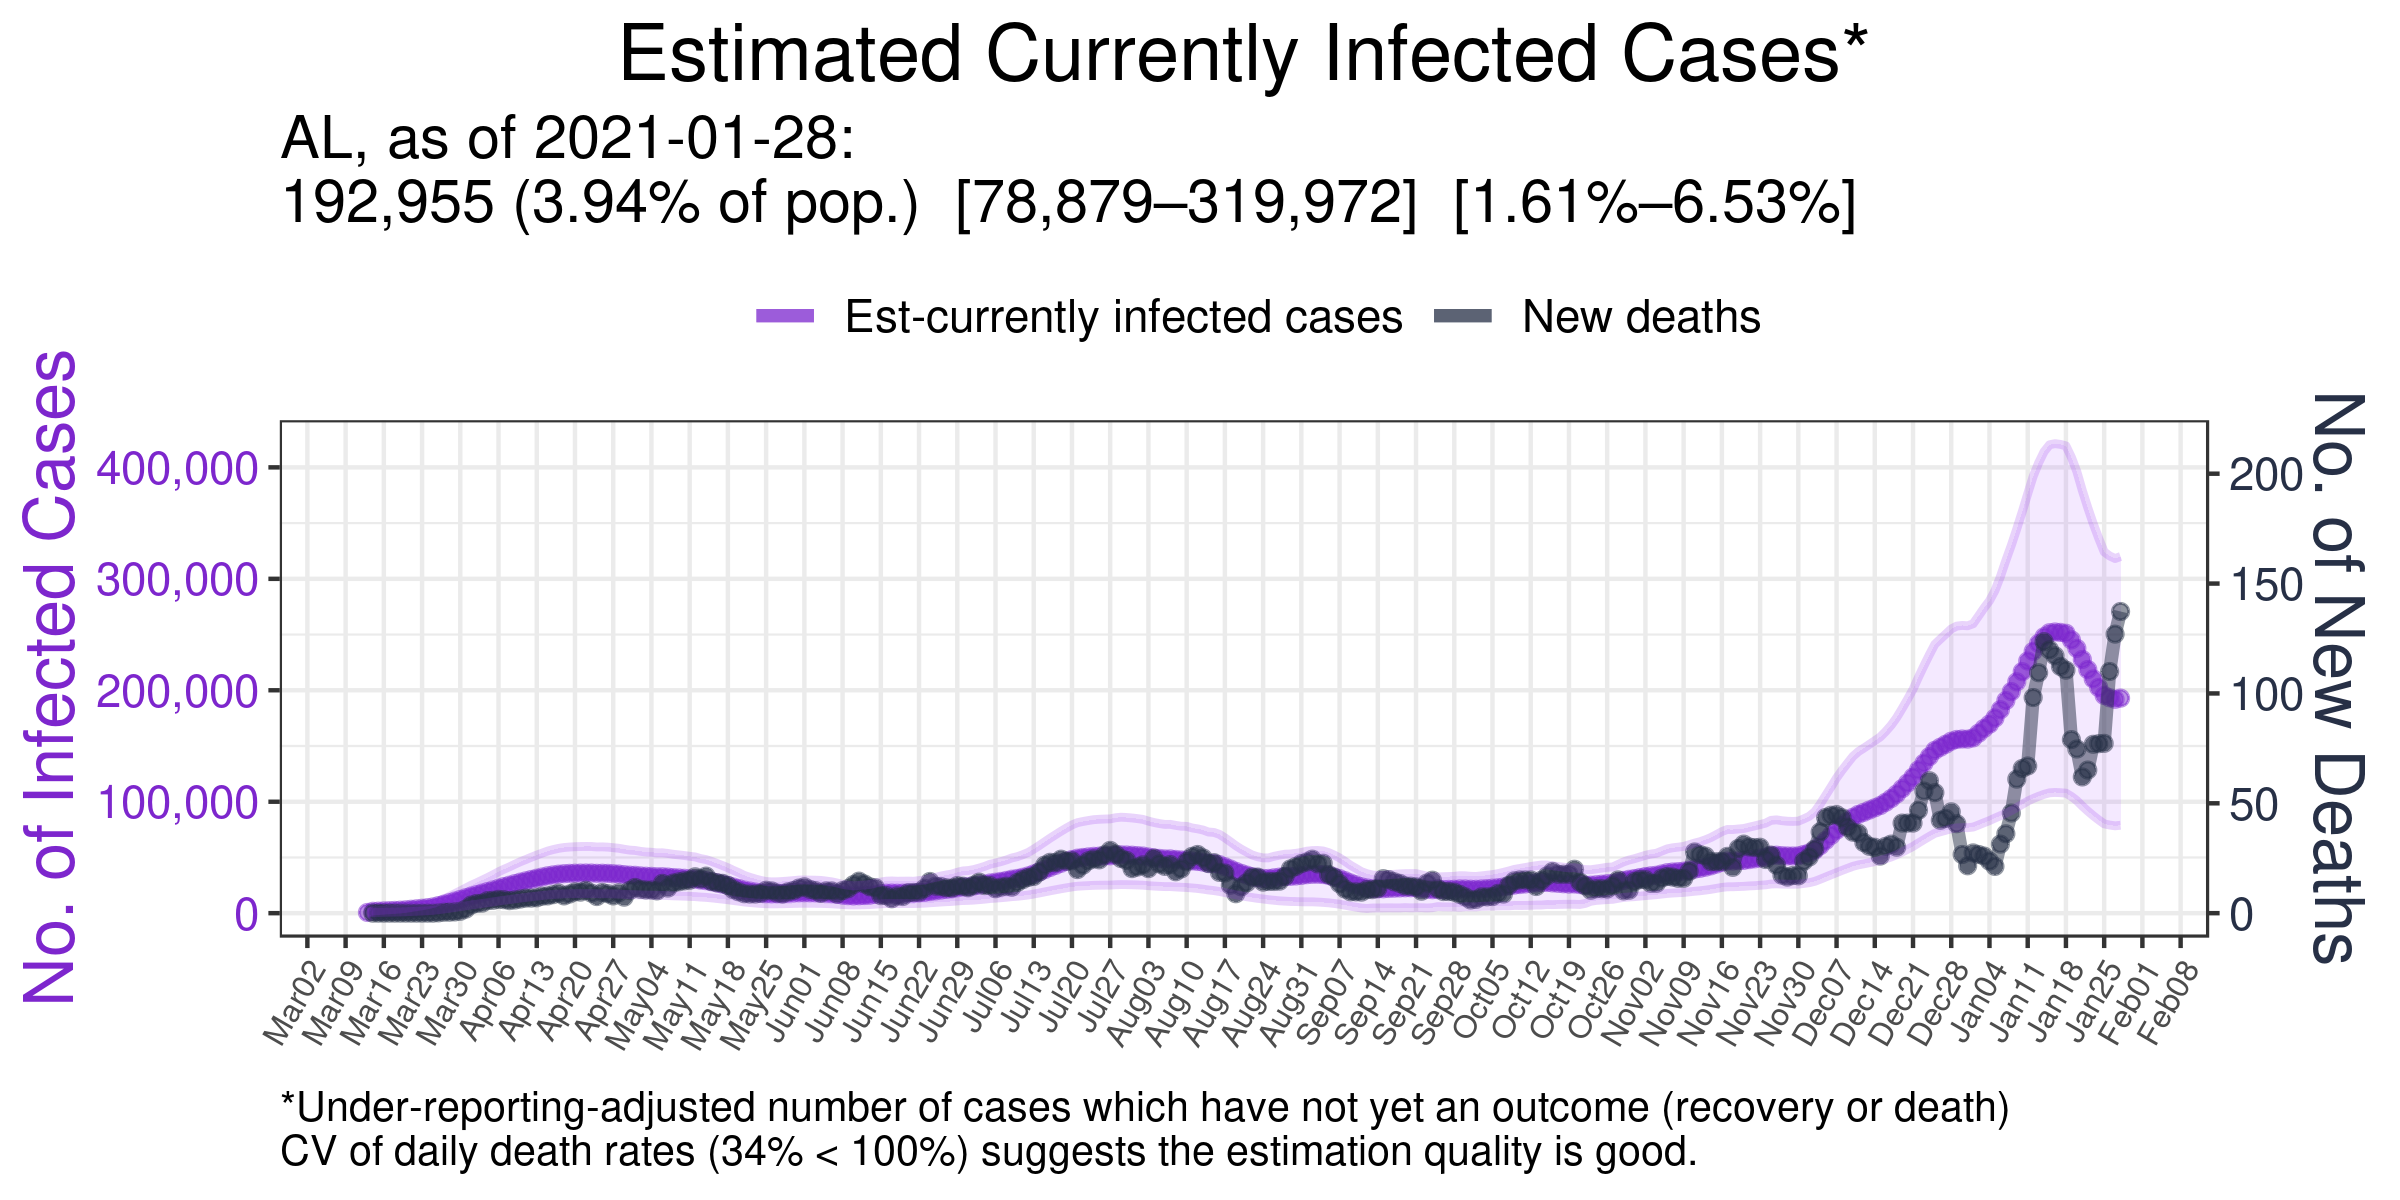 Estimated Currently Infected Cases*
AL, as of 2021-01-28:
192,955 (3.94% of pop.)  [78,879–319,972]  [1.61%–6.53%]
Est-currently infected cases
New deaths
No. of Infected Cases
400,000
300,000
200,000
100,000
0
200
150
100
50
0
No. of New Deaths
Mar02
Mar09
Mar16
Mar23
Mar30
Apr06
Apr13
Apr20
Apr27
May04
May11
May18
May25
Jun01
Jun08
Jun15
Jun22
Jun29
Jul06
Jul13
Jul20
Jul27
Aug03
Aug10
Aug17
Aug24
Aug31
Sep07
Sep14
Sep21
Sep28
Oct05
Oct12
Oct19
Oct26
Nov02
Nov09
Nov16
Nov23
Nov30
Dec07
Dec14
Dec21
Dec28
Jan04
Jan11
Jan18
Jan25
Feb01
Feb08
*Under-reporting-adjusted number of cases which have not yet an outcome (recovery or death)
CV of daily death rates (34% < 100%) suggests the estimation quality is good.